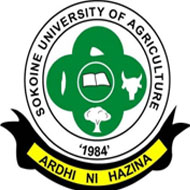 SOKOINE UNIVERSITY OF AGRICULTURE
'1984'
ARDHI NI HAZINA